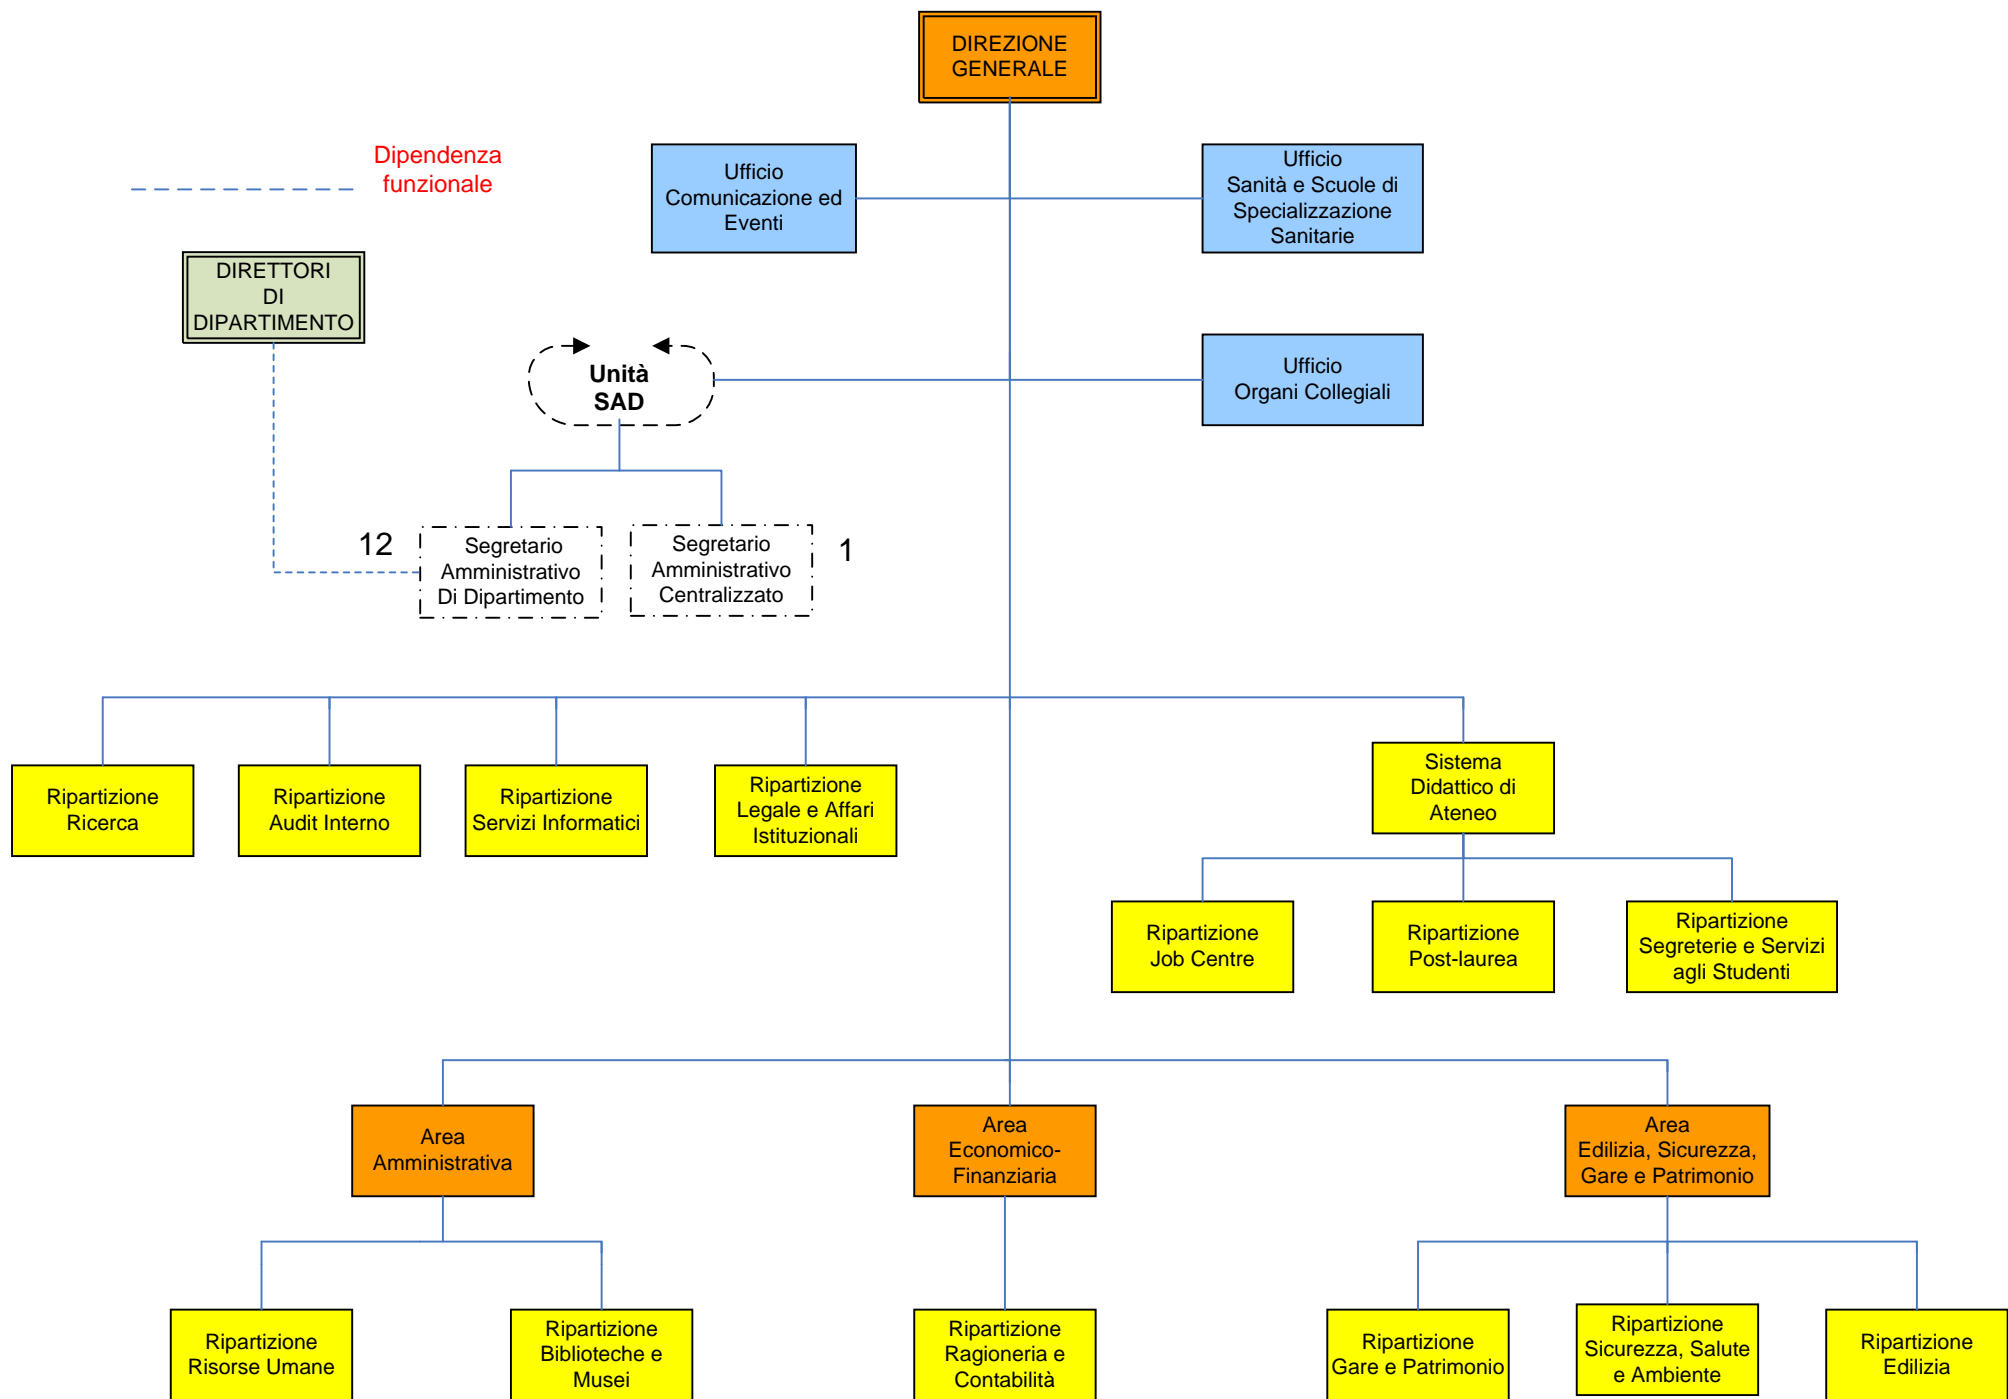 DIREZIONE
GENERALE
Dipendenza
funzionale
Ufficio
Comunicazione ed
Eventi
Ufficio
Sanità e Scuole di
Specializzazione
Sanitarie
DIRETTORI
DI
DIPARTIMENTO
Unità
SAD
Ufficio
Organi Collegiali
12
Segretario
Amministrativo
Di Dipartimento
Segretario
Amministrativo
Centralizzato
1
Ripartizione
Ricerca
Ripartizione
Audit Interno
Ripartizione
Servizi Informatici
Ripartizione
Legale e Affari
Istituzionali
Sistema
Didattico di
Ateneo
Ripartizione
Job Centre
Ripartizione
Post-laurea
Ripartizione
Segreterie e Servizi
agli Studenti
Area
Amministrativa
Area
Economico-
Finanziaria
Area
Edilizia, Sicurezza,
Gare e Patrimonio
Ripartizione
Risorse Umane
Ripartizione
Biblioteche e
Musei
Ripartizione
Ragioneria e
Contabilità
Ripartizione
Gare e Patrimonio
Ripartizione
Sicurezza, Salute
e Ambiente
Ripartizione
Edilizia